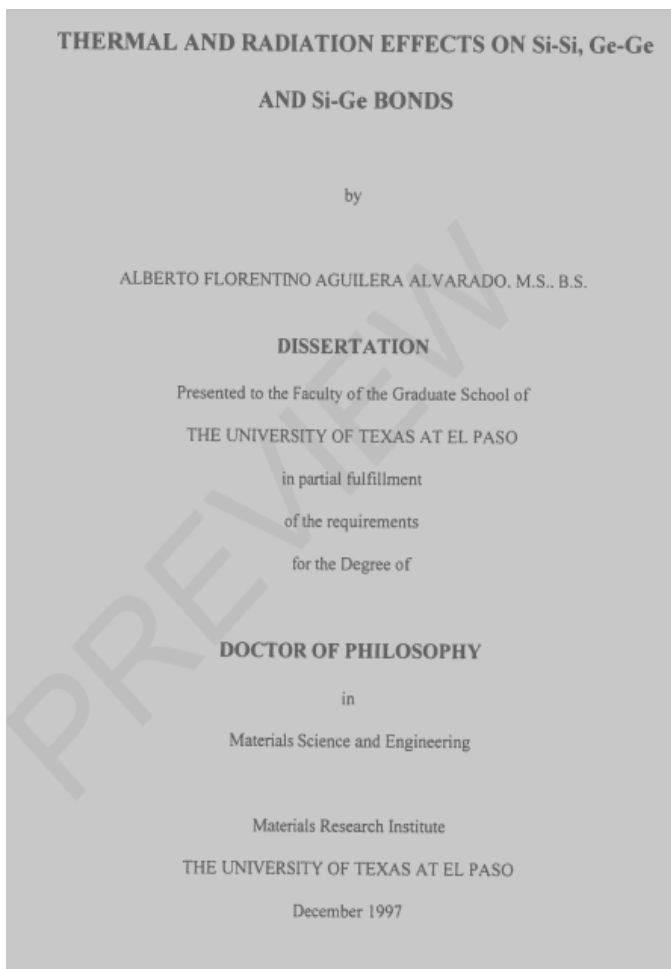 THERMAL AND RADIATION EFFECTS ON Si-Si, Ge-Ge
AND Si-Ge BONDS
by
ALBERTO FLORENTINO AGUILERA ALVARADO. M.S.. B.S.
DISSERTATION
Presented to the Faculty of the Graduate School of
THE UNIVERSITY OF TEXAS AT EL PASO
in partial fulfillment
of the requirements
for the Degree of
DOCTOR OF PHILOSOPHY
in
Materials Science and Engineering
Materials Research Institute
THE UNIVERSITY OF TEXAS AT EL PASO
December 1997
PREVIEW